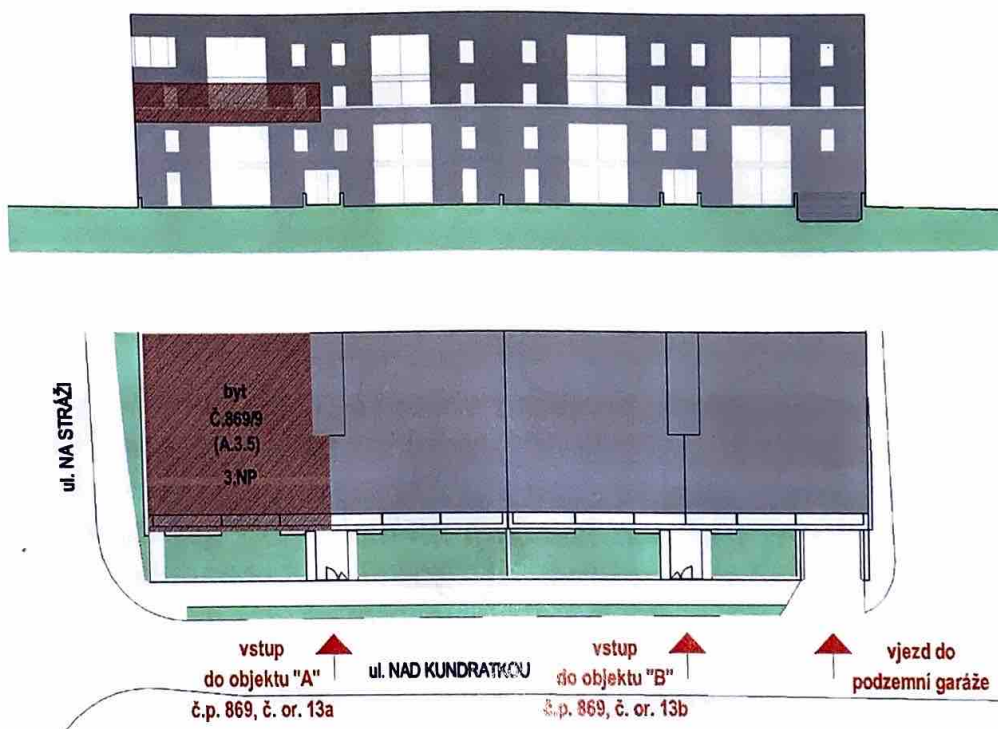 ul. NA STRÁŽI
byt
Č.869/9
(A.3.5)
3.NP
vstup
do objektu "A"
č.p. 869, č. or. 13a
ul. NAD KUNDRATKOU
vstup
do objektu "B"
č.p. 869, č. or. 13b
vjezd do
podzemní garáže